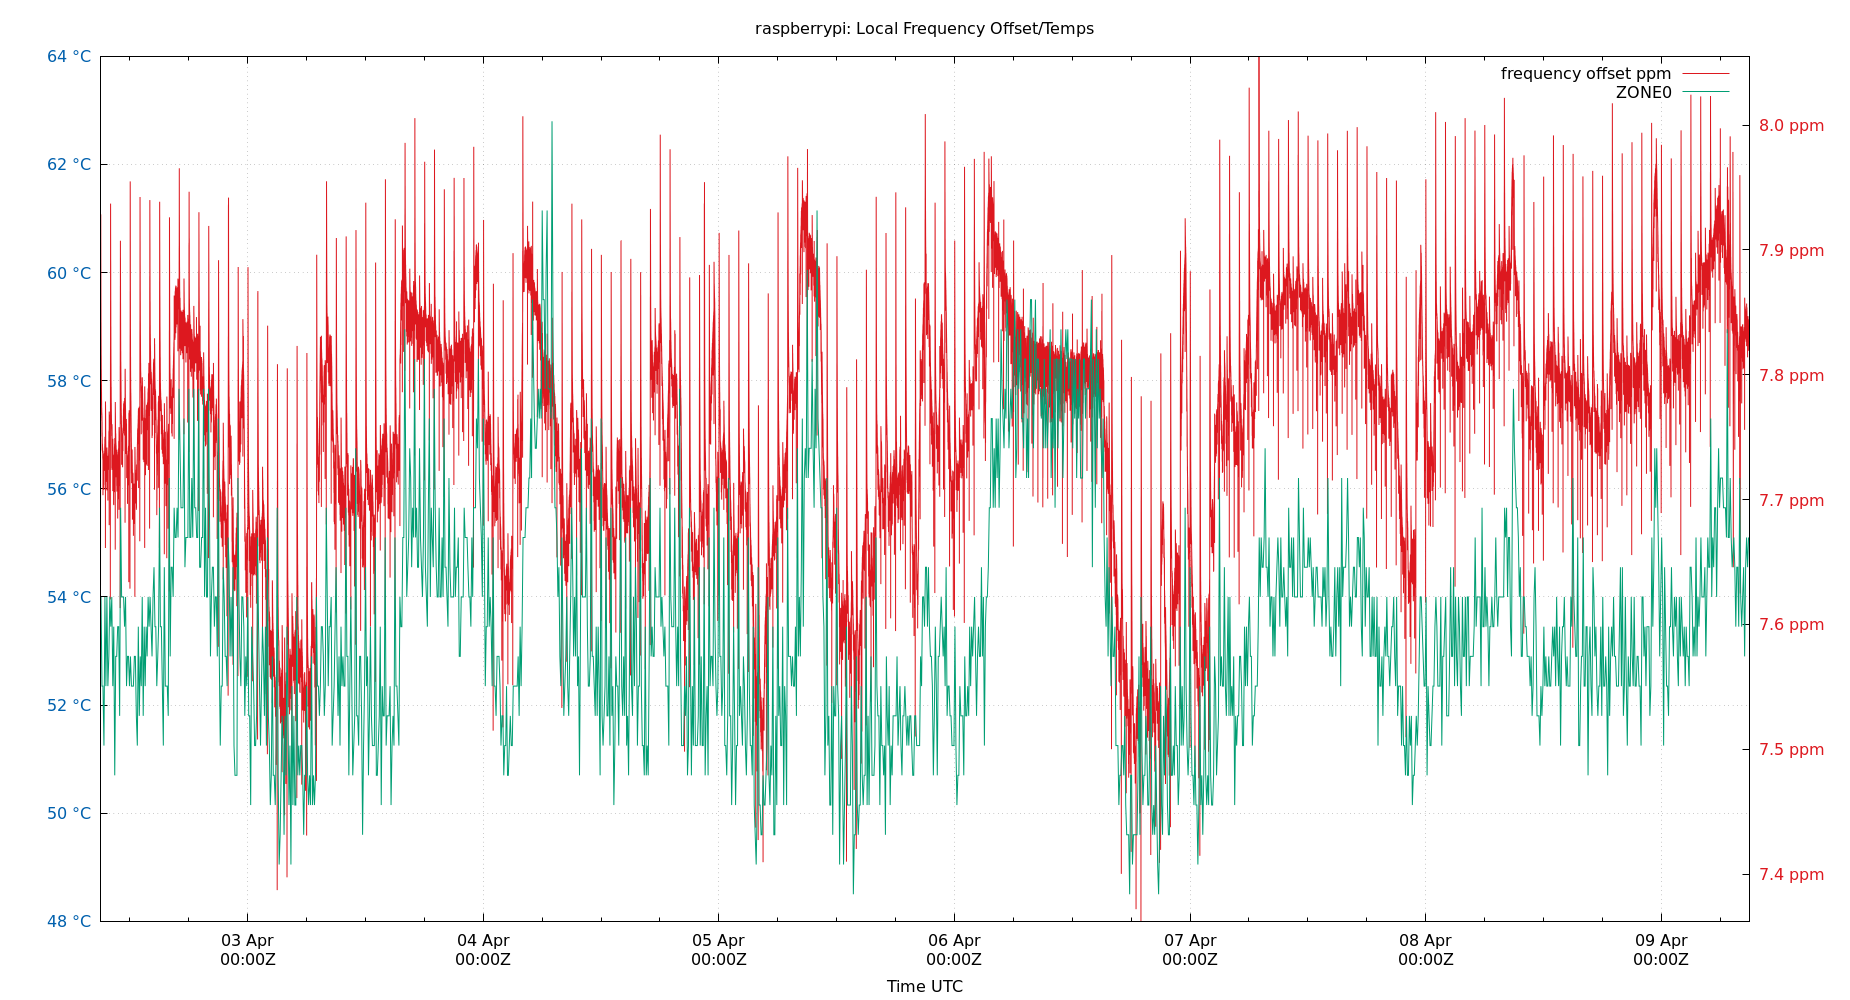 raspberrypi: Local Frequency Offset/Temps
frequency offset ppm
ZONE0
64 °C
62 °C
60 °C
58 °C
56 °C
54 °C
52 °C
50 °C
48 °C
8.0 ppm
7.9 ppm
7.8 ppm
7.7 ppm
7.6 ppm
7.5 ppm
7.4 ppm
03 Apr
00:00Z
04 Apr
00:00Z
05 Apr
00:00Z
06 Apr
00:00Z
07 Apr
00:00Z
08 Apr
00:00Z
09 Apr
00:00Z
Time UTC